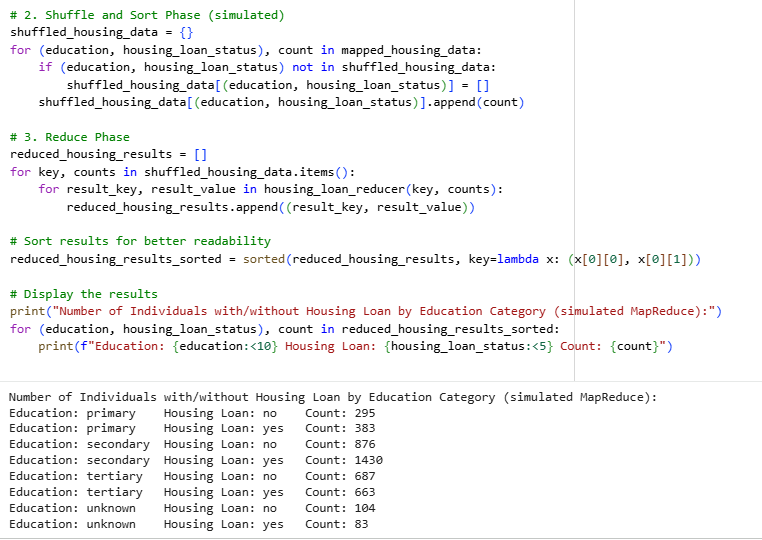 # 2. Shuffle and Sort Phase (simulated)
shuffled_housing_data = {}
for (education, housing_loan_status), count in mapped_housing_data:
    if (education, housing_loan_status) not in shuffled_housing_data:
        shuffled_housing_data[(education, housing_loan_status)] = []
    shuffled_housing_data[(education, housing_loan_status)].append(count)

# 3. Reduce Phase
reduced_housing_results = []
for key, counts in shuffled_housing_data.items():
    for result_key, result_value in housing_loan_reducer(key, counts):
        reduced_housing_results.append((result_key, result_value))

# Sort results for better readability
reduced_housing_results_sorted = sorted(reduced_housing_results, key=lambda x: (x[0][0], x[0][1]))

# Display the results
print("Number of Individuals with/without Housing Loan by Education Category (simulated MapReduce):")
for (education, housing_loan_status), count in reduced_housing_results_sorted:
    print(f"Education: {education:<10} Housing Loan: {housing_loan_status:<5} Count: {count}")

Number of Individuals with/without Housing Loan by Education Category (simulated MapReduce):
Education: primary    Housing Loan: no    Count: 295
Education: primary    Housing Loan: yes   Count: 383
Education: secondary  Housing Loan: no    Count: 876
Education: secondary  Housing Loan: yes   Count: 1430
Education: tertiary   Housing Loan: no    Count: 687
Education: tertiary   Housing Loan: yes   Count: 663
Education: unknown    Housing Loan: no    Count: 104
Education: unknown    Housing Loan: yes   Count: 83